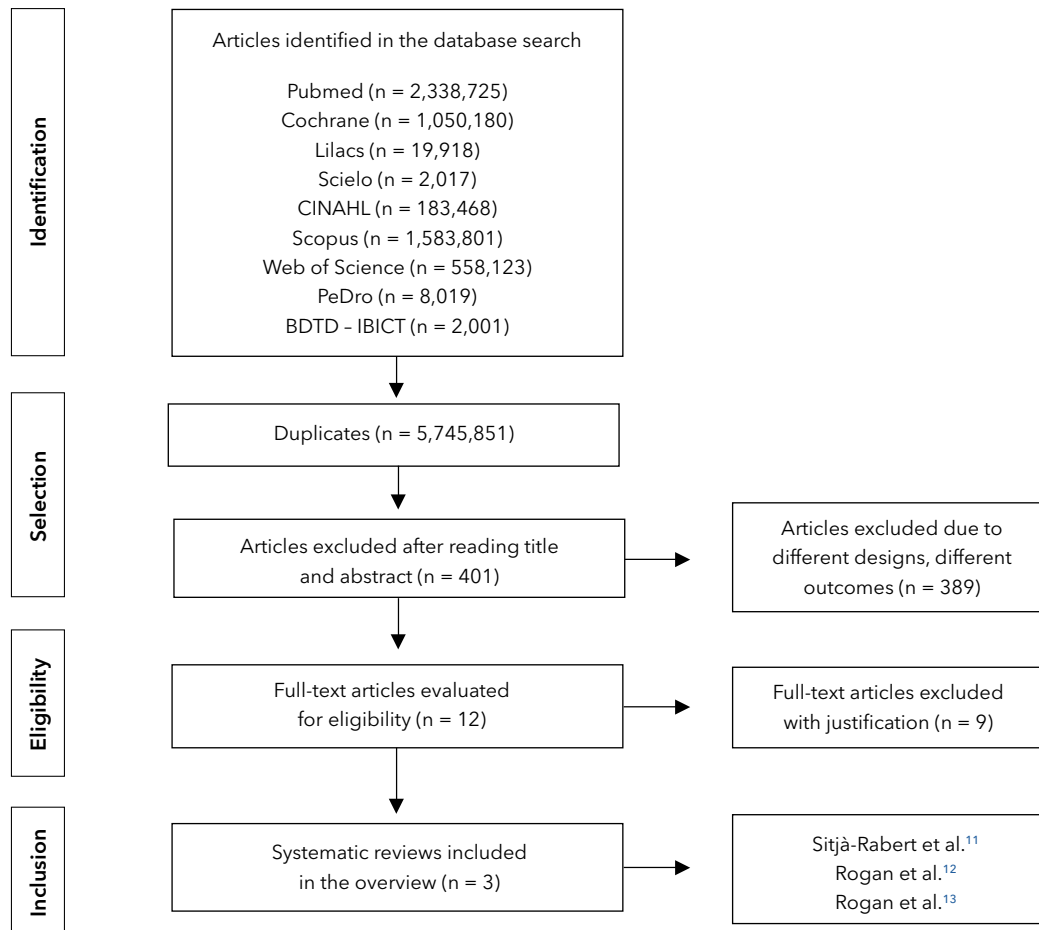 Identification
Articles identified in the database search
Pubmed (n = 2,338,725)
Cochrane (n = 1,050,180)
Lilacs (n = 19,918)
Scielo (n = 2,017)
CINAHL (n = 183,468)
Scopus (n = 1,583,801)
Web of Science (n = 558,123)
PeDro (n = 8,019)
BDTD – IBICT (n = 2,001)
Selection
Duplicates (n = 5,745,851)
Articles excluded after reading title
and abstract (n = 401)
Articles excluded due to
different designs, different
outcomes (n = 389)
Eligibility
Full-text articles evaluated
for eligibility (n = 12)
Full-text articles excluded
with justification (n = 9)
Inclusion
Systematic reviews included
in the overview (n = 3)
Sitjà-Rabert et al.11
Rogan et al.12
Rogan et al.13